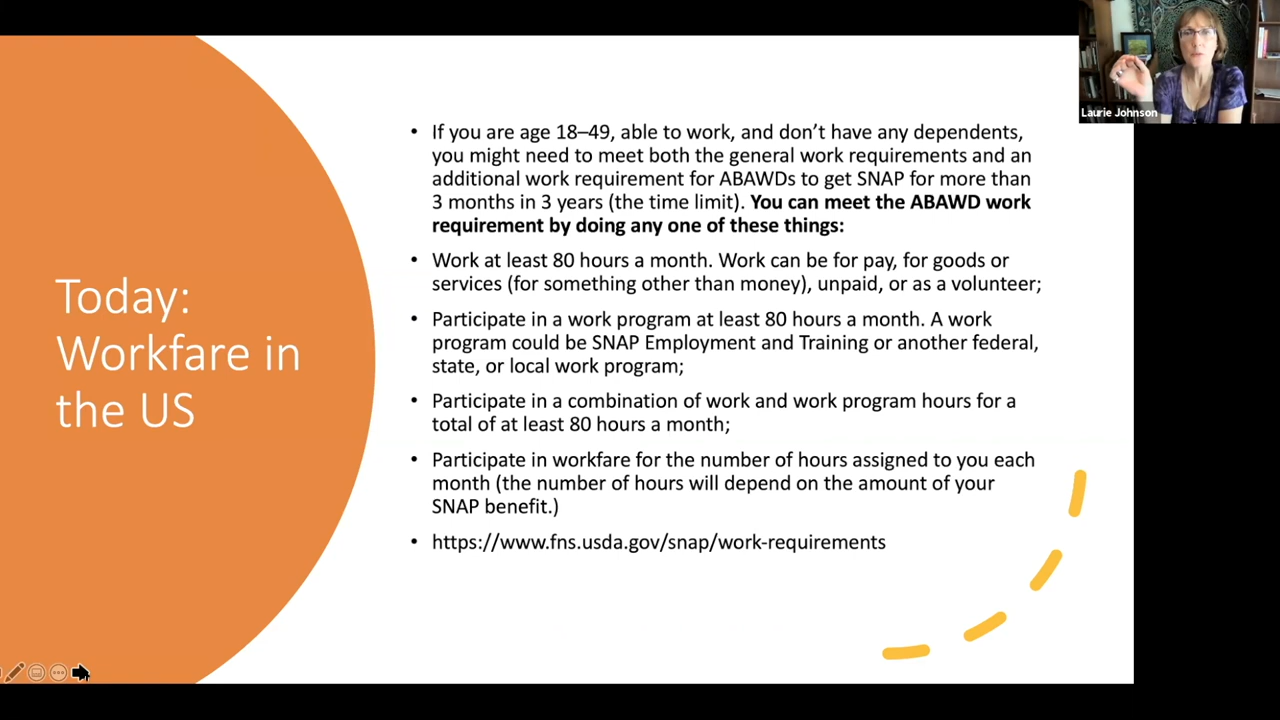 Laurie Johnson
Today:
Workfare in
the US
• If you are age 18–49, able to work, and don’t have any dependents,
you might need to meet both the general work requirements and an
additional work requirement for ABAWDs to get SNAP for more than
3 months in 3 years (the time limit). You can meet the ABAWD work
requirement by doing any one of these things:
• Work at least 80 hours a month. Work can be for pay, for goods or
services (for something other than money), unpaid, or as a volunteer;
• Participate in a work program at least 80 hours a month. A work
program could be SNAP Employment and Training or another federal,
state, or local work program;
• Participate in a combination of work and work program hours for a
total of at least 80 hours a month;
• Participate in workfare for the number of hours assigned to you each
month (the number of hours will depend on the amount of your
SNAP benefit.)
• https://www.fns.usda.gov/snap/work-requirements